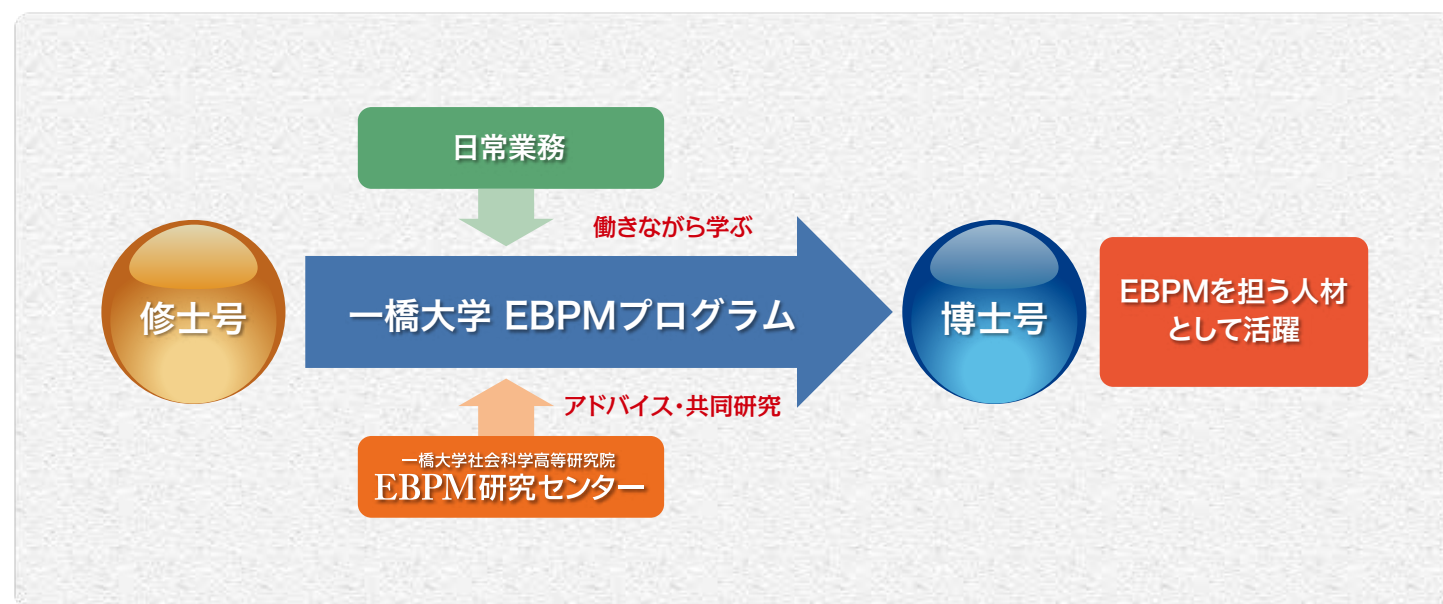 日常業務
働きながら学ぶ
修士号
一橋大学 EBPMプログラム
博士号
EBPMを担う人材
として活躍
アドバイス・共同研究
一橋大学社会科学高等研究院
EBPM研究センター